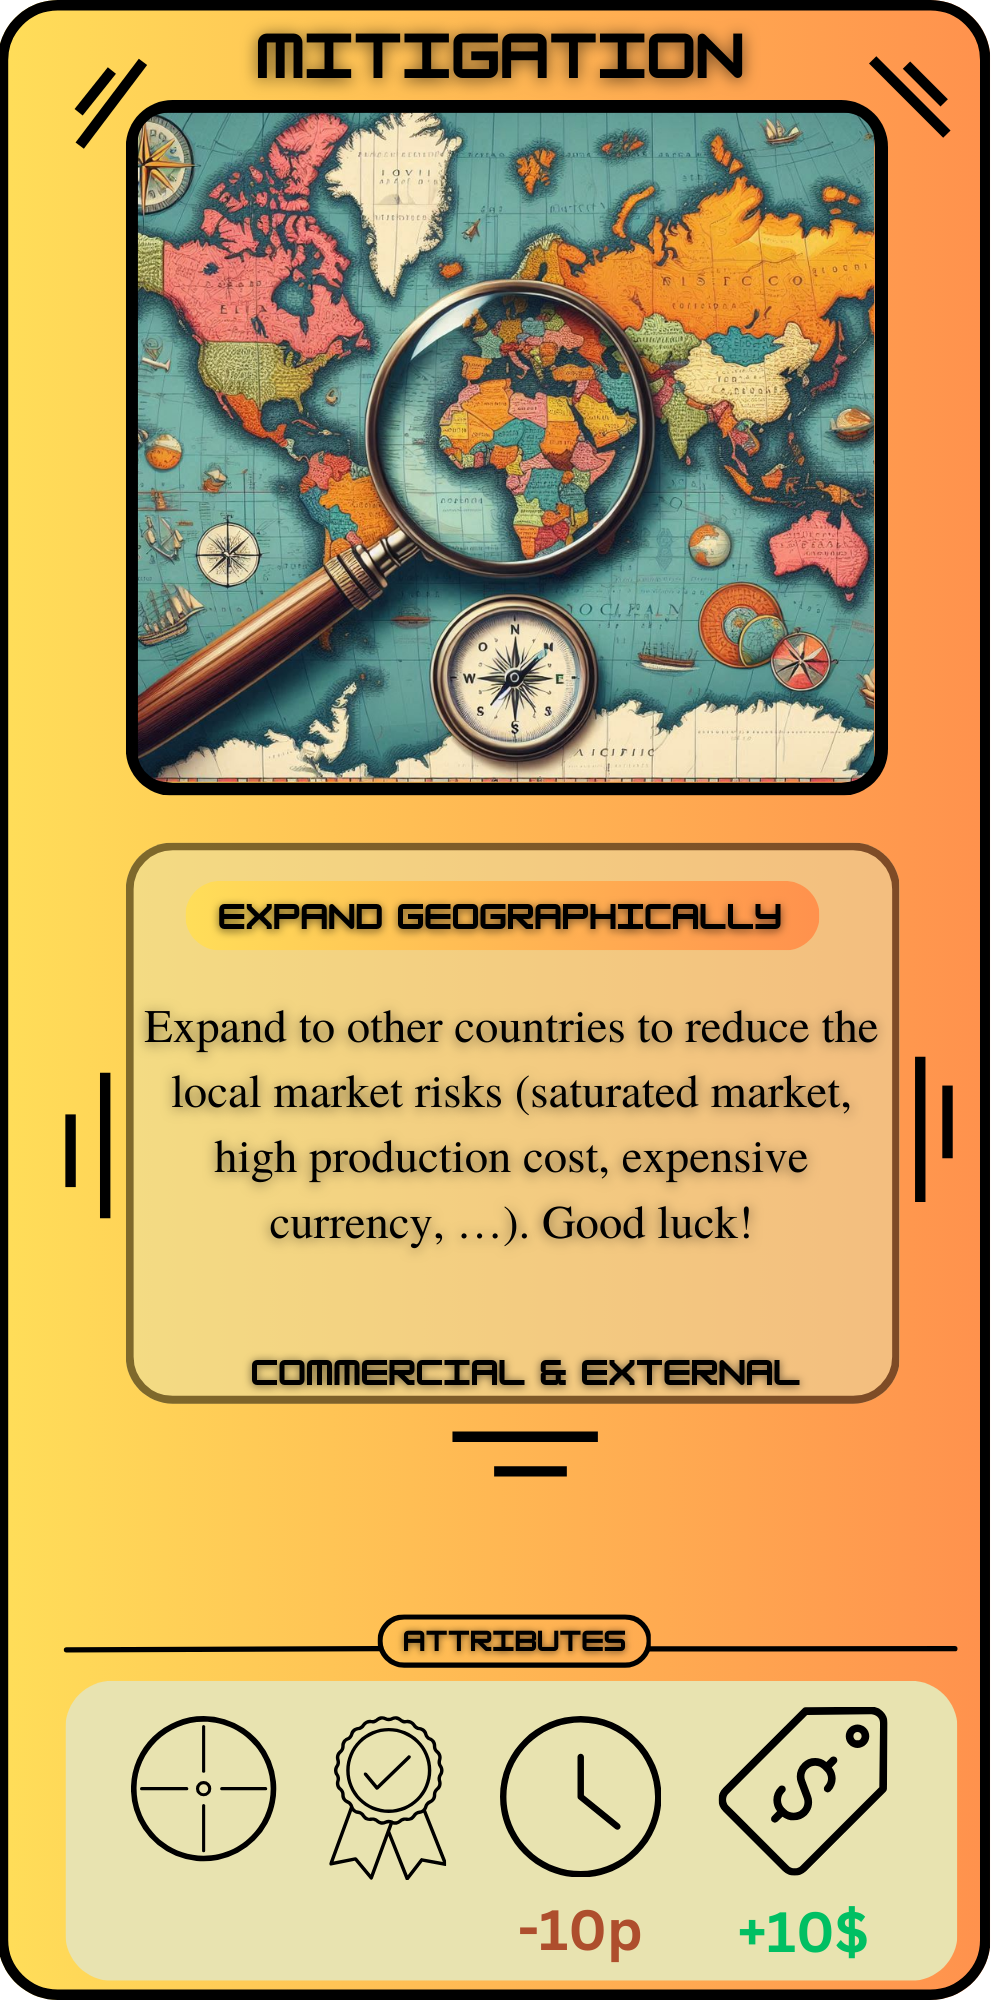 MITIGATION
N
O
W
E
S
S
S
EXPAND GEOGRAPHICALLY
Expand to other countries to reduce the
local market risks (saturated market,
high production cost, expensive
currency, …). Good luck!
COMMERCIAL & EXTERNAL
ATTRIBUTES
-10p
+10$